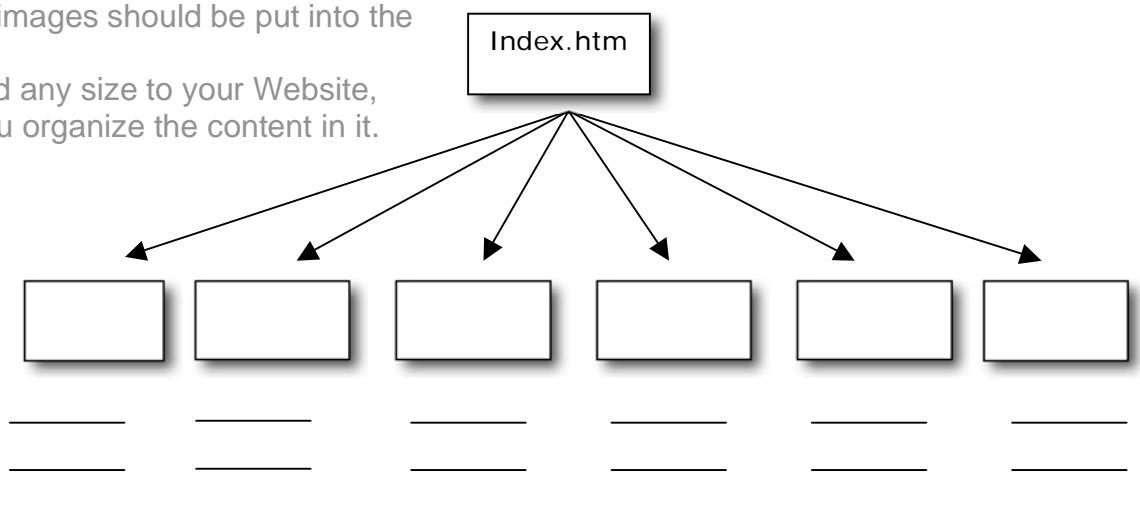 images should be put into the
Index.htm
d any size to your Website,
u organize the content in it.